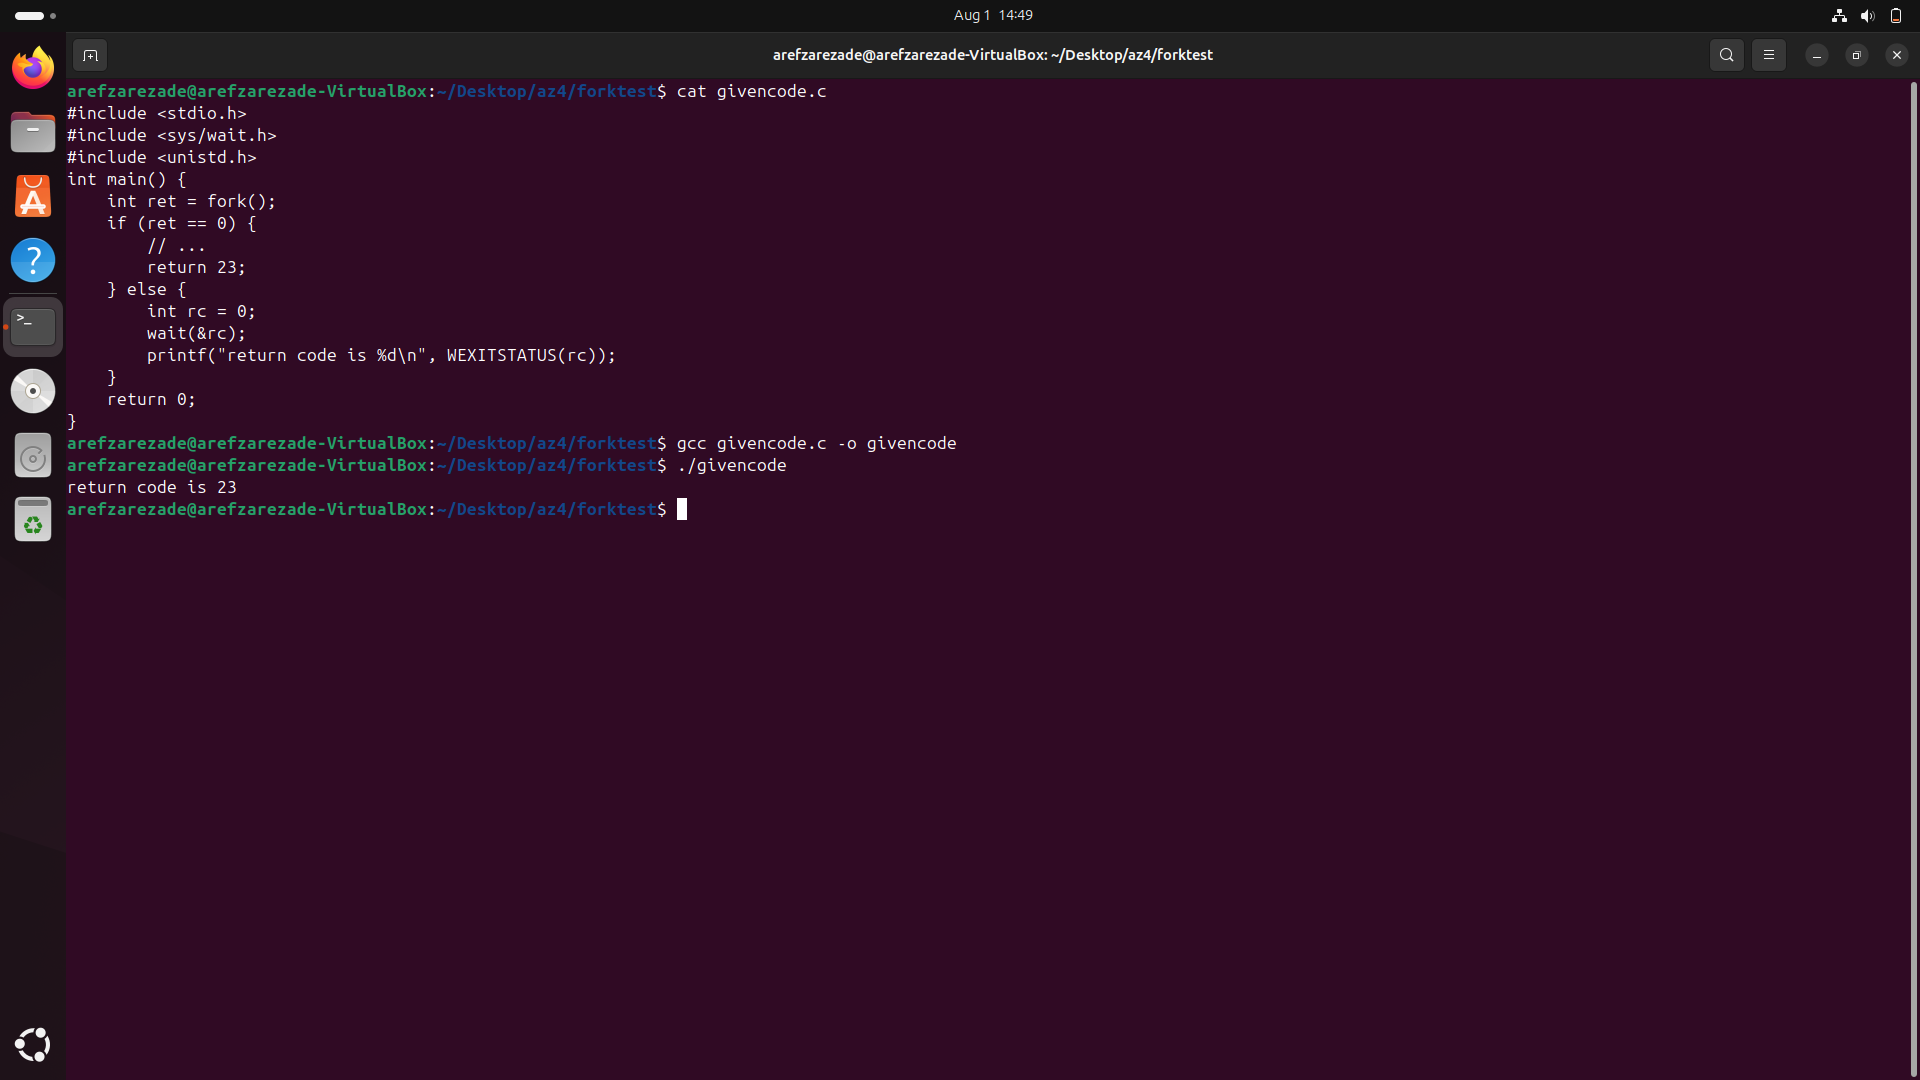 Aug 1 14:49
arefzarezade@arefzarezade-VirtualBox: ~/Desktop/az4/forktest
arefzarezade@arefzarezade-VirtualBox:~/Desktop/az4/forktest$ cat givencode.c
#include <stdio.h>
#include <sys/wait.h>
#include <unistd.h>
int main() {
    int ret = fork();
    if (ret == 0) {
        // ...
        return 23;
    } else {
        int rc = 0;
        wait(&rc);
        printf("return code is %d\n", WEXITSTATUS(rc));
    }
    return 0;
}
arefzarezade@arefzarezade-VirtualBox:~/Desktop/az4/forktest$ gcc givencode.c -o givencode
arefzarezade@arefzarezade-VirtualBox:~/Desktop/az4/forktest$ ./givencode
return code is 23
arefzarezade@arefzarezade-VirtualBox:~/Desktop/az4/forktest$